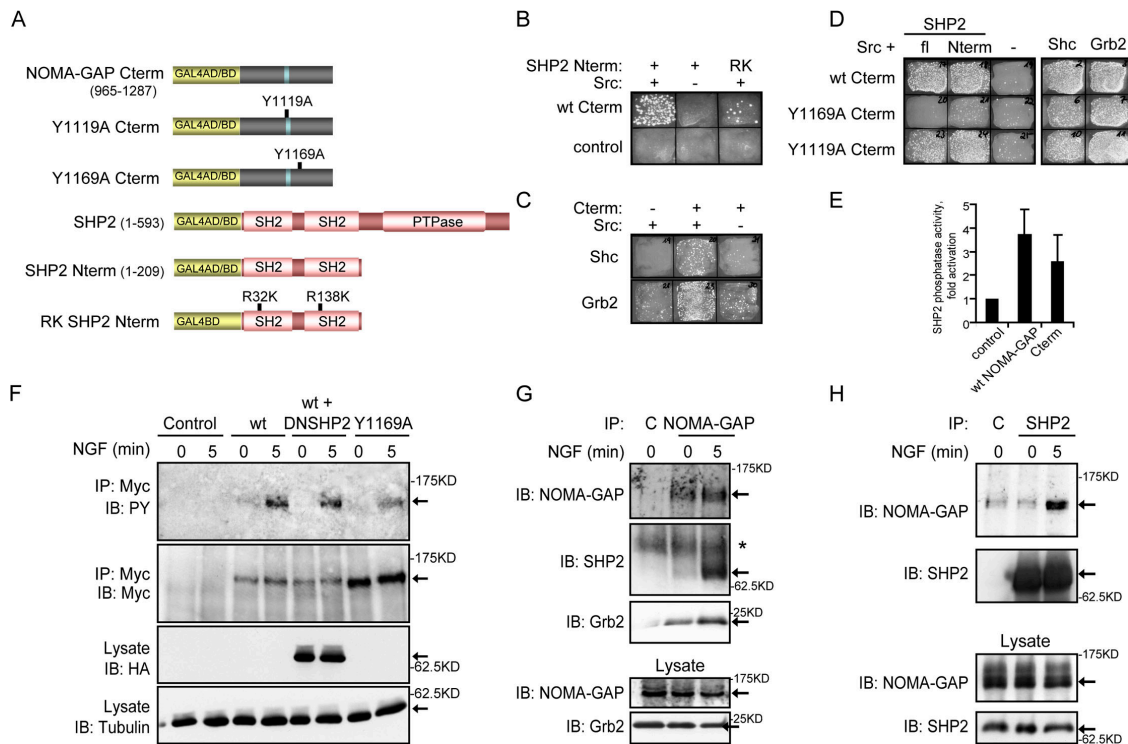 A
NOMA-GAP Cterm
(965-1287)
GAL4AD/BD
Y1119A
Y1119A Cterm
GAL4AD/BD
Y1169A
Y1169A Cterm
GAL4AD/BD
SHP2 (1-593)
GAL4AD/BD SH2 SH2 PTPase
SHP2 Nterm (1-209)
GAL4AD/BD SH2 SH2
R32K R138K
RK SHP2 Nterm
GAL4BD SH2 SH2
B
SHP2 Nterm: + + RK
Src: + - +
wt Cterm
control
C
Cterm: - + +
Src: + + -
Shc
Grb2
D
SHP2
Src + fl Nterm - Shc Grb2
wt Cterm
Y1169A Cterm
Y1119A Cterm
E
SHP2 phosphatase activity,
fold activation
5
4
3
2
1
0
control
wt NOMA-GAP
Cterm
F
wt +
Control wt DNSHP2 Y1169A
NGF (min) 0 5 0 5 0 5 0 5
-175KD
IP: Myc
IB: PY
-175KD
IP: Myc
IB: Myc
Lysate
IB: HA
-62.5KD
-62.5KD
Lysate
IB: Tubulin
G
IP: C NOMA-GAP
NGF (min) 0 0 5
-175KD
IB: NOMA-GAP
*
IB: SHP2
-62.5KD
-25KD
IB: Grb2
Lysate
-175KD
IB: NOMA-GAP
-25KD
IB: Grb2
H
IP: C SHP2
NGF (min) 0 0 5
-175KD
IB: NOMA-GAP
IB: SHP2
-62.5KD
Lysate
-175KD
IB: NOMA-GAP
IB: SHP2
-62.5KD